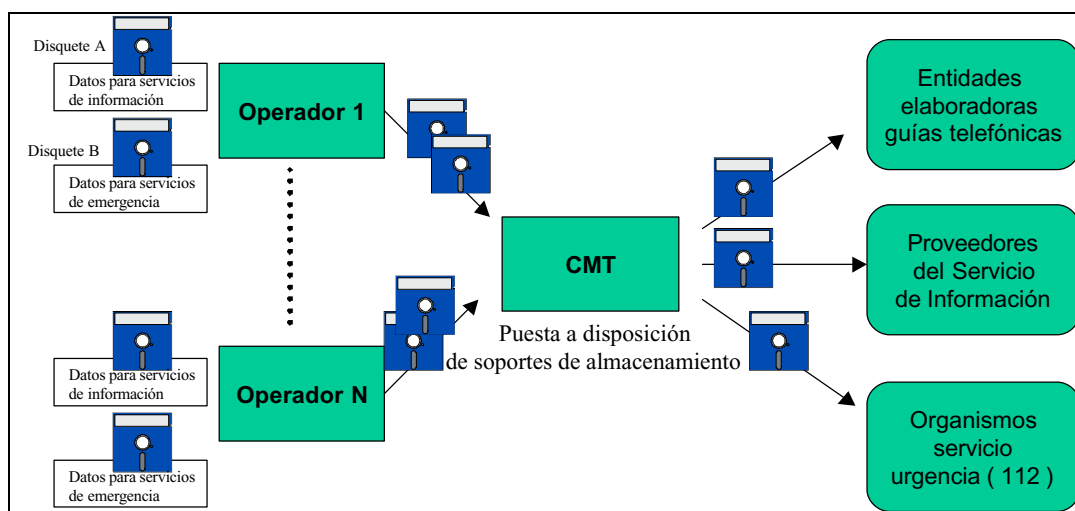 Disquete A
Datos para servicios
de información
Disquete B
Datos para servicios
de emergencia
Operador 1
Datos para servicios
de información
Datos para servicios
de emergencia
Operador N
CMT
Puesta a disposición
de soportes de almacenamiento
Entidades
elaboradoras
guías telefónicas
Proveedores
del Servicio
de Información
Organismos
servicio
urgencia ( 112 )